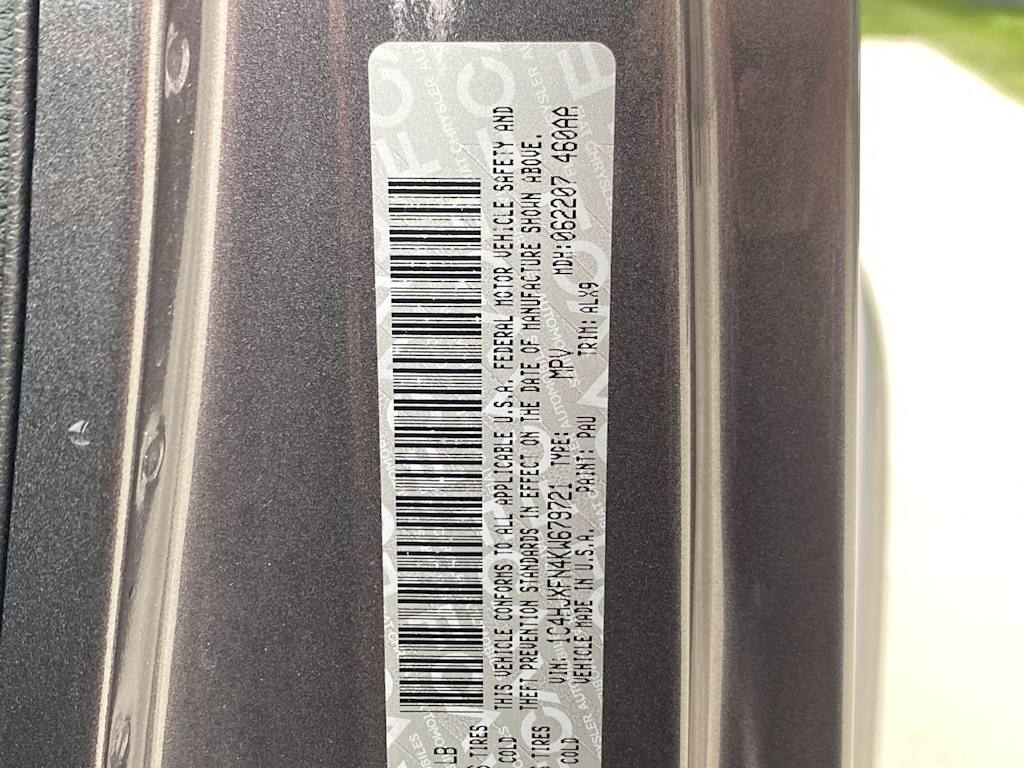 LB
TIRES
COLD
TIRES
COLD
THIS VEHICLE CONFORMS TO ALL APPLICABLE U.S.A. FEDERAL MOTOR VEHICLE SAFETY AND
THEFT PREVENTION STANDARDS IN EFFECT ON THE DATE OF MANUFACTURE SHOWN ABOVE.
VIN: 1C4HJXFN4KW679721 TYPE: MPV MDH:062207 460AA
VEHICLE MADE IN U.S.A. PAINT: PAU TRIM: ALX9